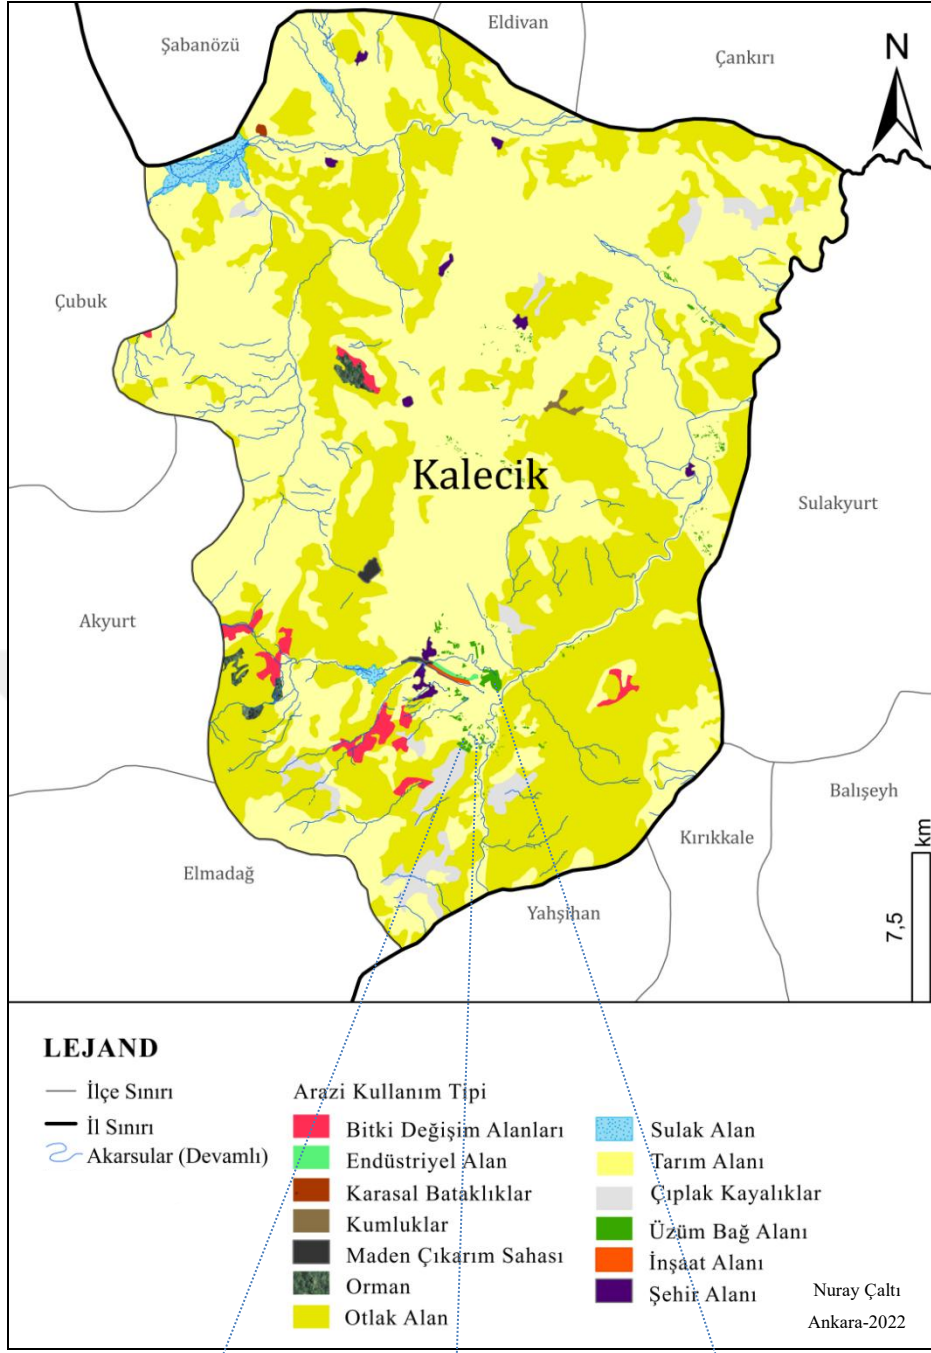 Eldivan
Şabanözü
Çankırı
N
Çubuk
Kalecik
Sulakyurt
Akyurt
Balışeyh
Kırıkkale
km
7,5
Elmadağ
Yahşihan
LEJAND
İlçe Sınırı
İl Sınırı
Akarsular (Devamlı)
Arazi Kullanım Tipi
Bitki Değişim Alanları
Endüstriyel Alan
Karasal Bataklıklar
Kumluklar
Maden Çıkarım Sahası
Orman
Otlak Alan
Sulak Alan
Tarım Alanı
Çıplak Kayalıklar
Üzüm Bağ Alanı
İnşaat Alanı
Şehir Alanı
Nuray Çaltı
Ankara-2022